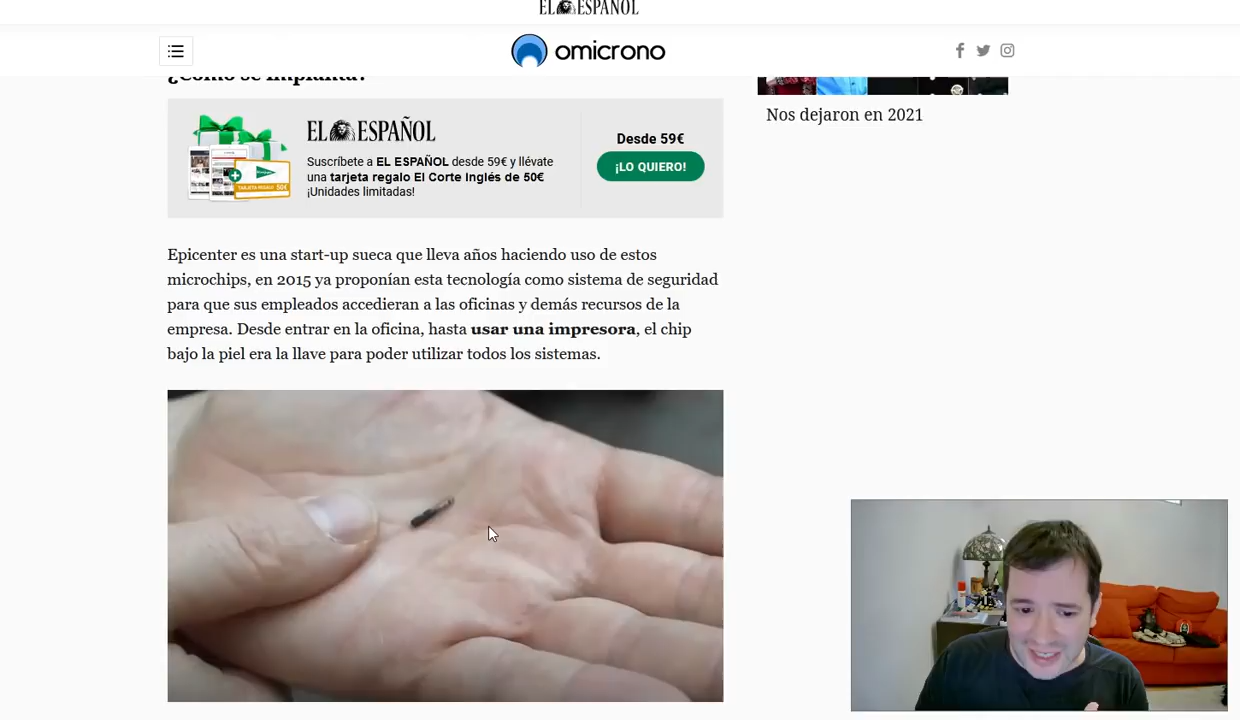 EL ESPAÑOL
omicrono
¿Cómo se implanta?
EL ESPAÑOL
Suscríbete a EL ESPAÑOL desde 59€ y llévate
una tarjeta regalo El Corte Inglés de 50€
¡Unidades limitadas!
TARJETA REGALO 50€
Desde 59€
¡LO QUIERO!
Nos dejaron en 2021
Epicenter es una start-up sueca que lleva años haciendo uso de estos
microchips, en 2015 ya proponían esta tecnología como sistema de seguridad
para que sus empleados accedieran a las oficinas y demás recursos de la
empresa. Desde entrar en la oficina, hasta usar una impresora, el chip
bajo la piel era la llave para poder utilizar todos los sistemas.